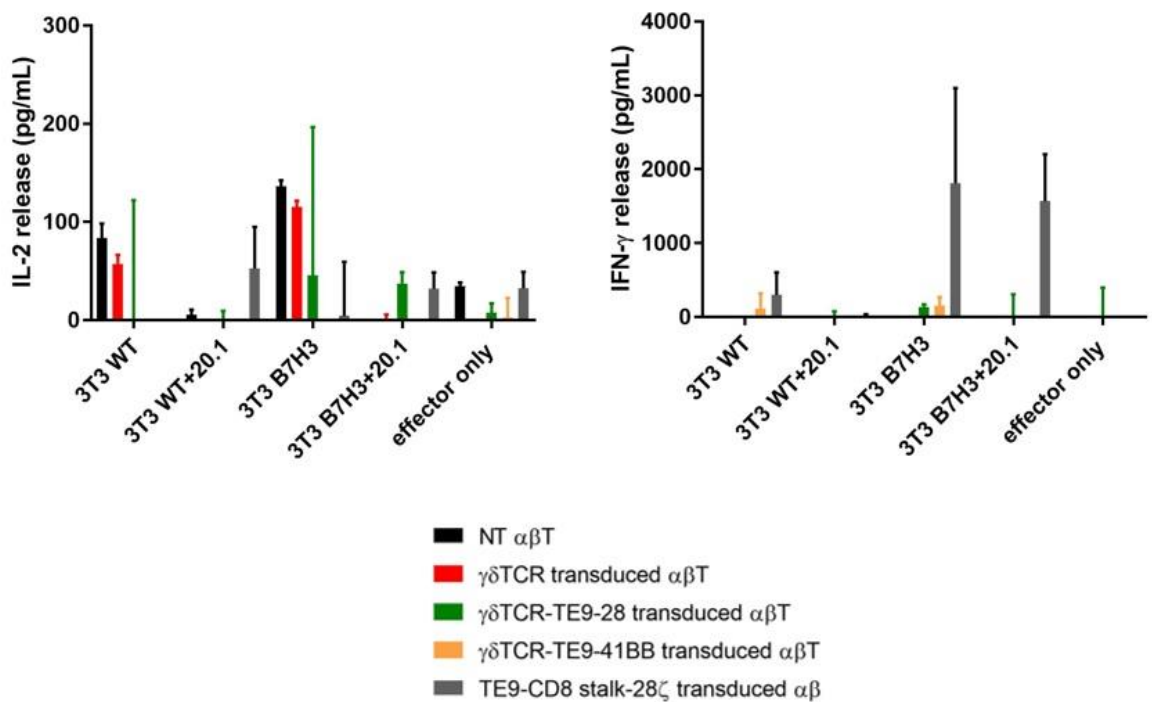 IL-2 release (pg/mL)
300
200
100
0
3T3 WT
3T3 WT+20.1
3T3 B7H3
3T3 B7H3+20.1
effector only
IFN-γ release (pg/mL)
4000
3000
2000
1000
0
3T3 WT
3T3 WT+20.1
3T3 B7H3
3T3 B7H3+20.1
effector only
NT αβT
γδTCR transduced αβT
γδTCR-TE9-28 transduced αβT
γδTCR-TE9-41BB transduced αβT
TE9-CD8 stalk-28ζ transduced αβ